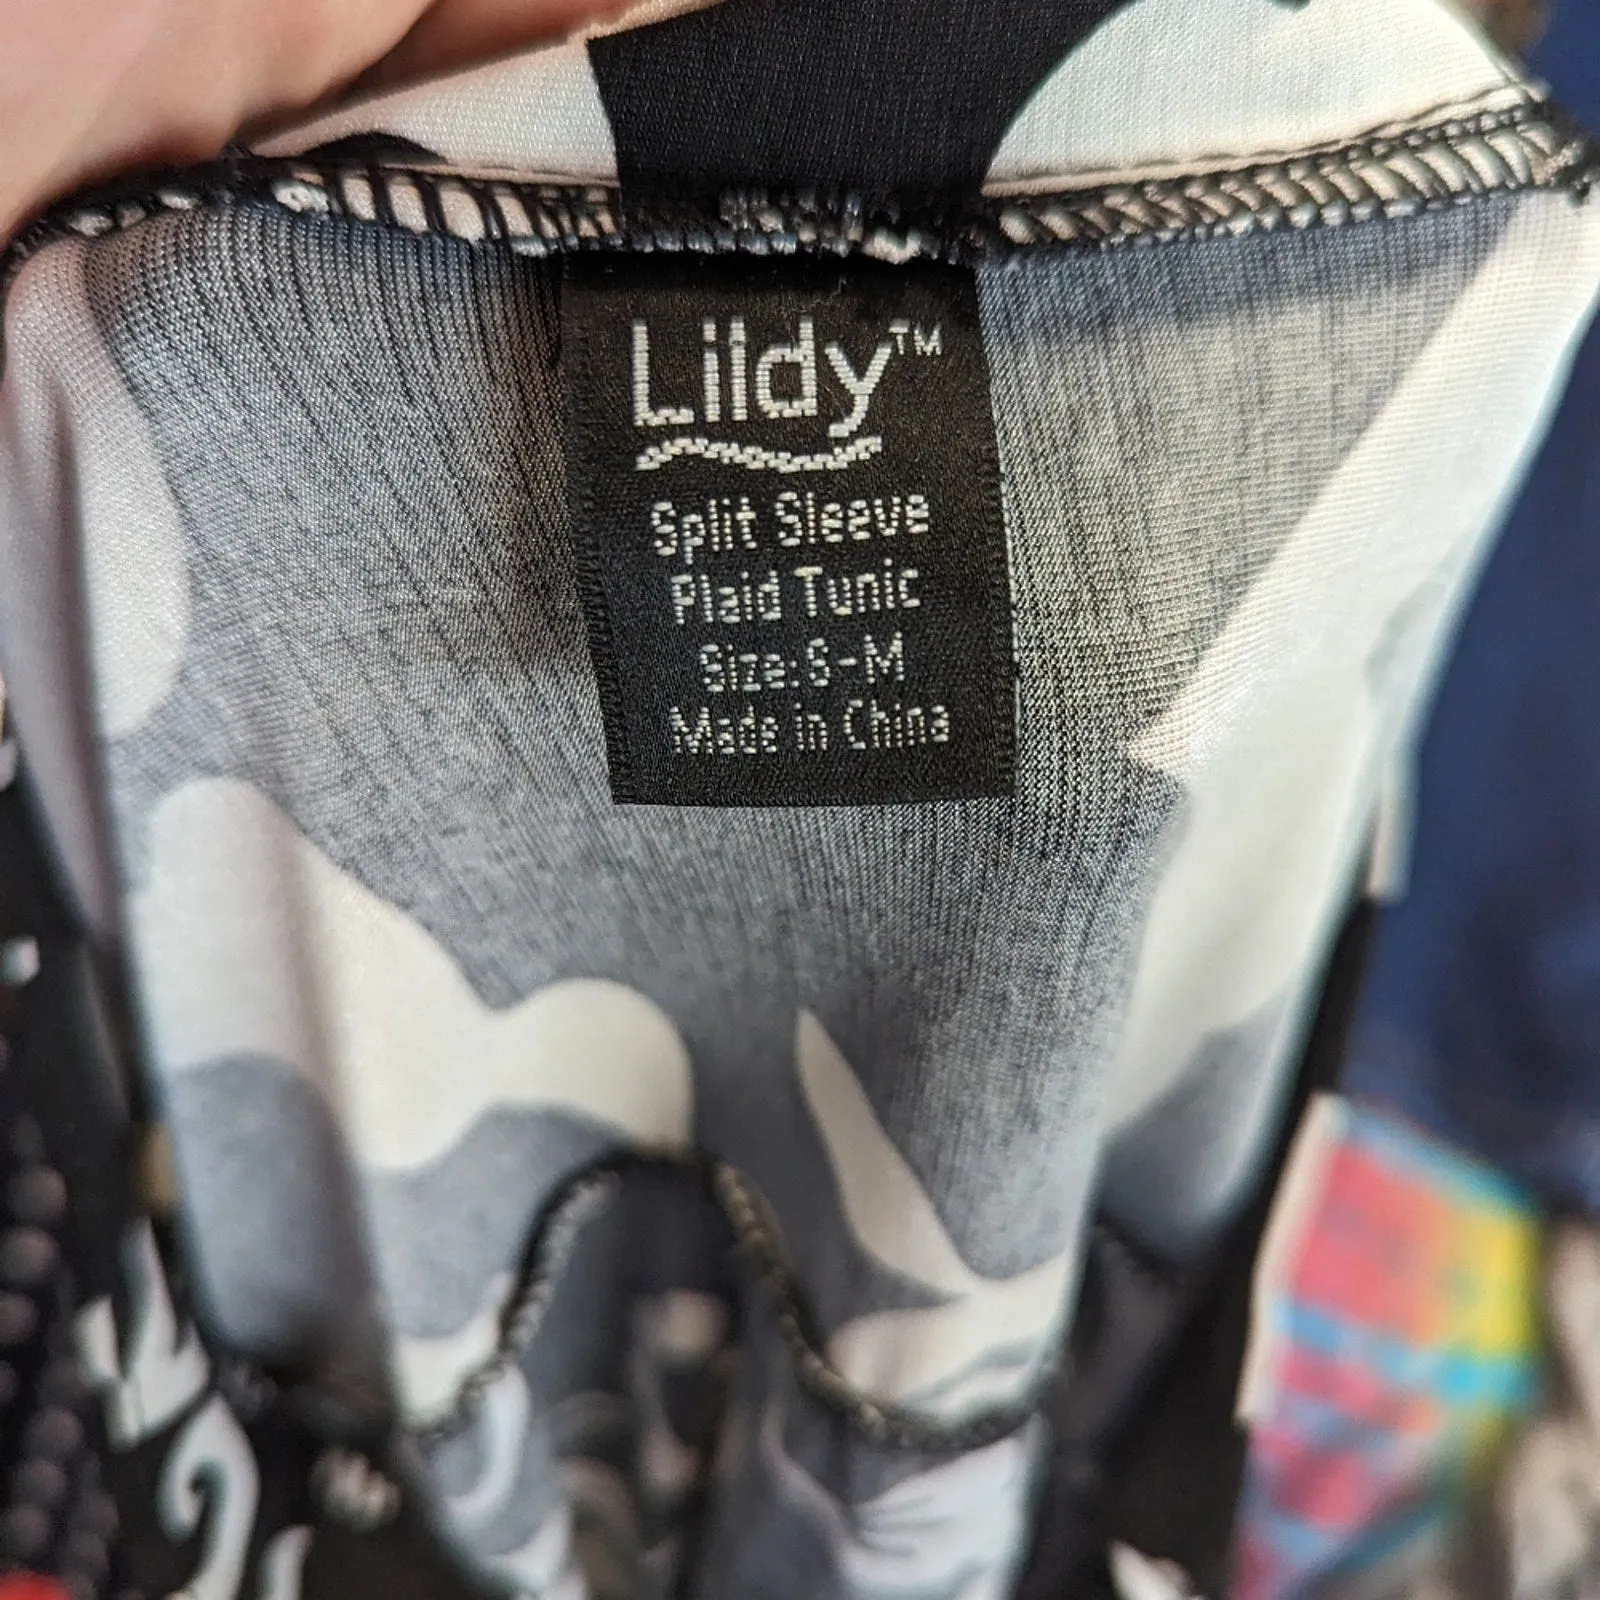 Lildy™
Split Sleeve
Plaid Tunic
Size:S-M
Made in China